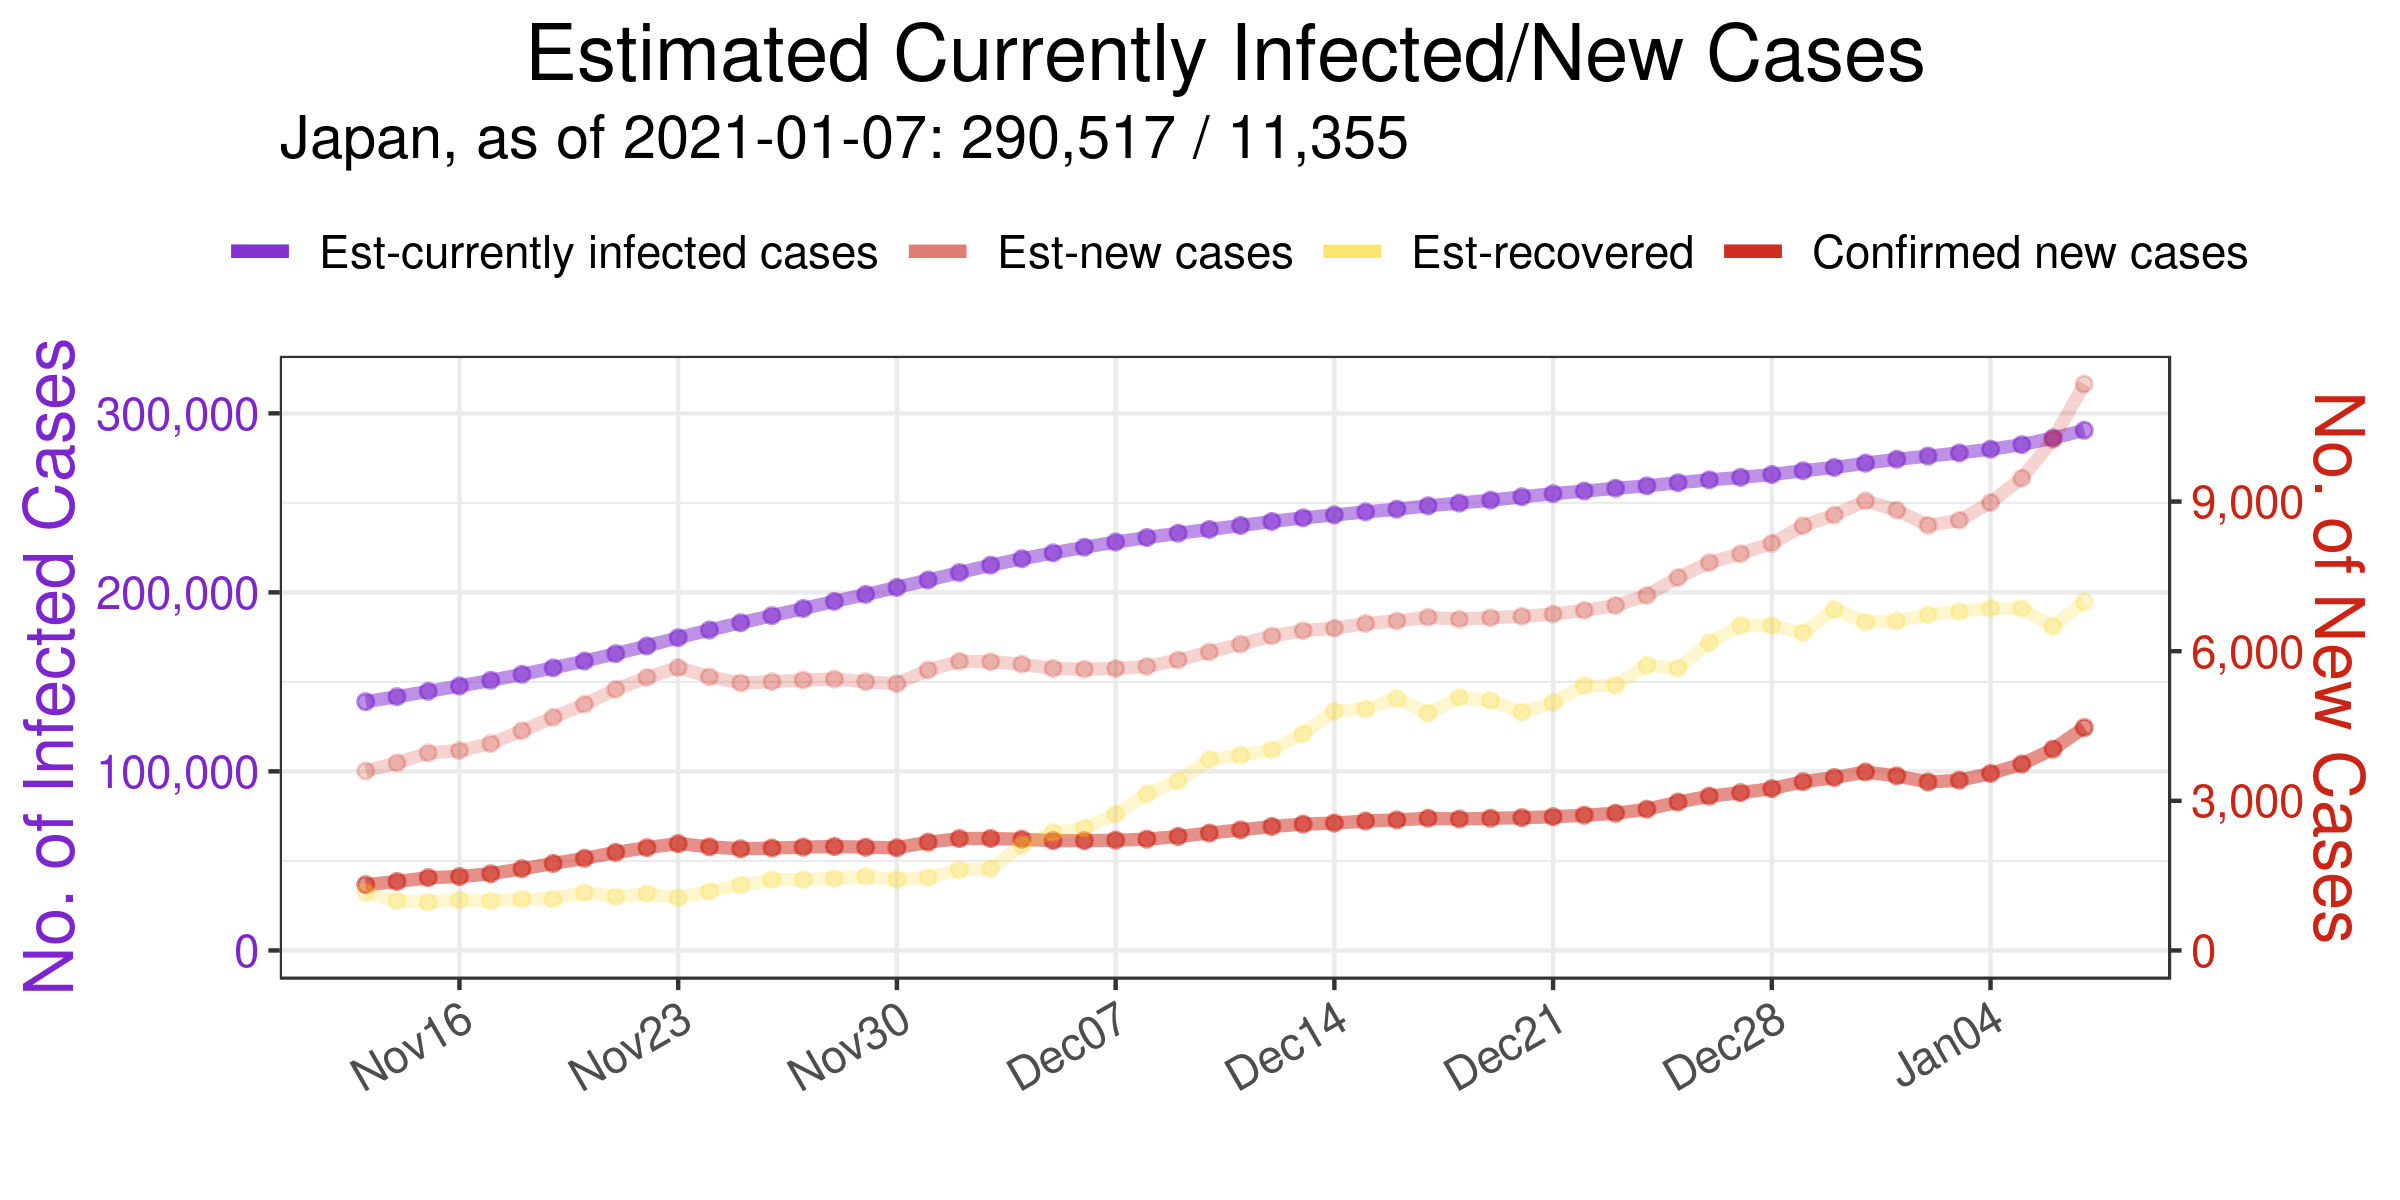 Estimated Currently Infected/New Cases
Japan, as of 2021-01-07: 290,517 / 11,355
Est-currently infected cases Est-new cases Est-recovered Confirmed new cases
No. of Infected Cases
300,000
200,000
100,000
0
9,000
6,000
3,000
0
No. of New Cases
Nov16 Nov23 Nov30 Dec07 Dec14 Dec21 Dec28 Jan04